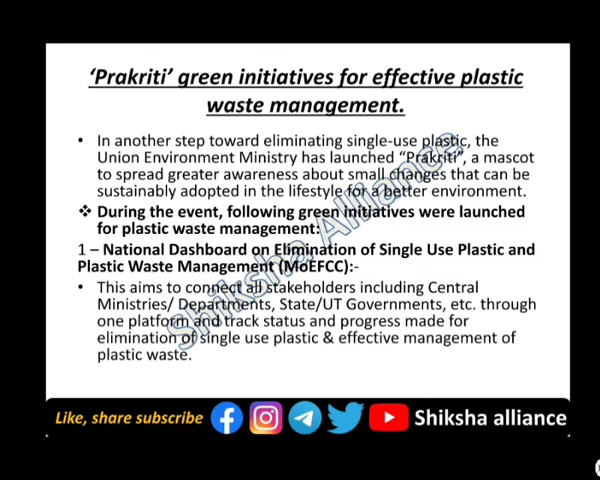 ‘Prakriti’ green initiatives for effective plastic
waste management.
• In another step toward eliminating single-use plastic, the
Union Environment Ministry has launched “Prakriti”, a mascot
to spread greater awareness about small changes that can be
sustainably adopted in the lifestyle for a better environment.
❖ During the event, following green initiatives were launched
for plastic waste management:
1 – National Dashboard on Elimination of Single Use Plastic and
Plastic Waste Management (MoEFCC):-
• This aims to connect all stakeholders including Central
Ministries/ Departments, State/UT Governments, etc. through
one platform and track status and progress made for
elimination of single use plastic & effective management of
plastic waste.
Shiksha Alliance
Like, share subscribe
Shiksha alliance